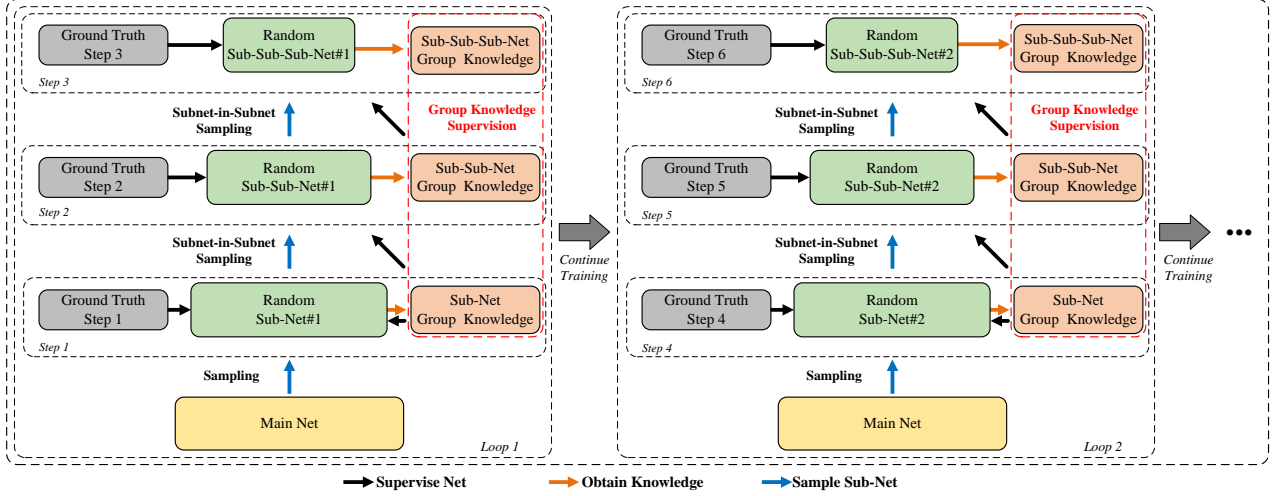 Ground Truth
Step 3
Random
Sub-Sub-Sub-Net#1
Sub-Sub-Sub-Net
Group Knowledge
Step 3
Subnet-in-Subnet
Sampling
Group Knowledge
Supervision
Ground Truth
Step 2
Random
Sub-Sub-Net#1
Sub-Sub-Net
Group Knowledge
Step 2
Subnet-in-Subnet
Sampling
Ground Truth
Step 1
Random
Sub-Net#1
Sub-Net
Group Knowledge
Step 1
Sampling
Main Net
Loop 1
Continue
Training
Ground Truth
Step 6
Random
Sub-Sub-Sub-Net#2
Sub-Sub-Sub-Net
Group Knowledge
Step 6
Subnet-in-Subnet
Sampling
Group Knowledge
Supervision
Ground Truth
Step 5
Random
Sub-Sub-Net#2
Sub-Sub-Net
Group Knowledge
Step 5
Subnet-in-Subnet
Sampling
Ground Truth
Step 4
Random
Sub-Net#2
Sub-Net
Group Knowledge
Step 4
Sampling
Main Net
Loop 2
Continue
Training
•••
Supervise Net
Obtain Knowledge
Sample Sub-Net